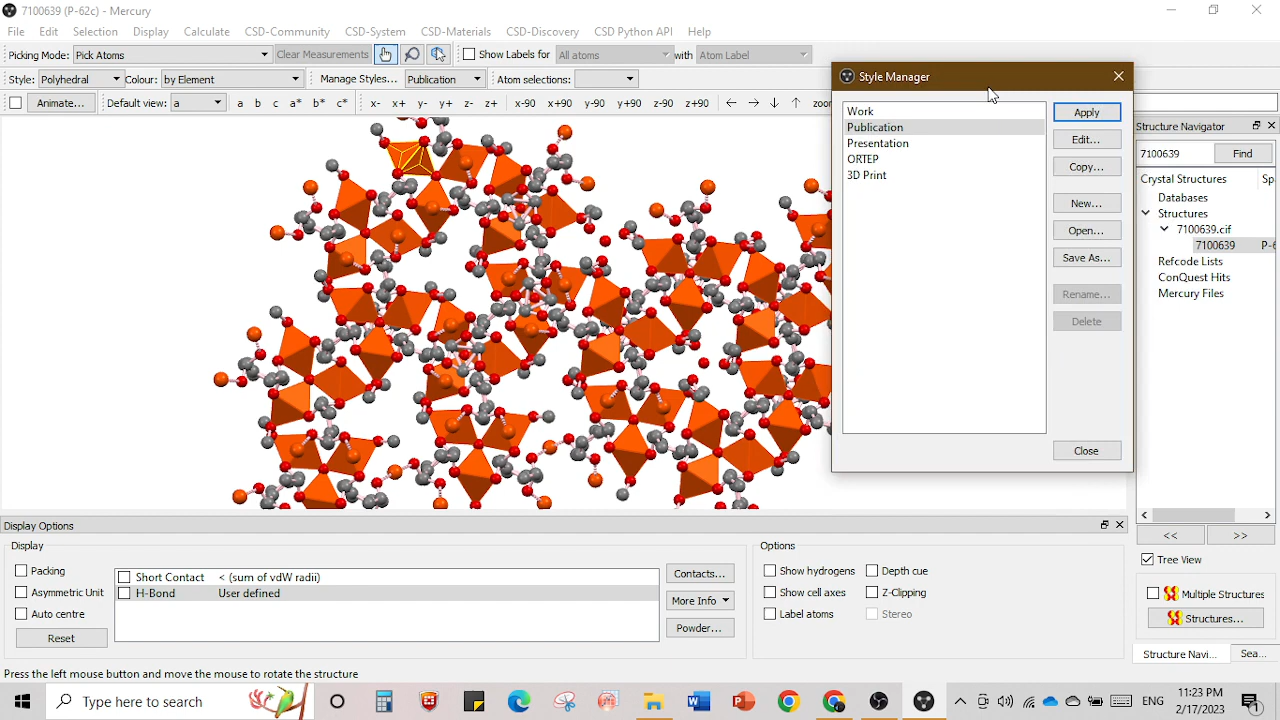 7100639 (P-62c) - Mercury
File Edit Selection Display Calculate CSD-Community CSD-System CSD-Materials CSD-Discovery CSD Python API Help
Picking Mode: Pick Atoms Clear Measurements Show Labels for All atoms with Atom Label
Style: Polyhedral Colour: by Element Manage Styles... Publication Atom selections:
Animate... Default view: a a b c a* b* c* x- x+ y- y+ z- z+ x-90 x+90 y-90 y+90 z-90 z+90 ← → ↓ ↑ zoom
Style Manager
Work
Publication
Presentation
ORTEP
3D Print
Apply
Edit...
Copy...
New...
Open...
Save As...
Rename...
Delete
Close
Structure Navigator
7100639 Find
Crystal Structures Sp
Databases
Structures
7100639.cif
7100639 P-6
Refcode Lists
ConQuest Hits
Mercury Files
<< >>
Tree View
Multiple Structures
Structures...
Structure Navi... Sea...
Display Options
Display
Packing
Asymmetric Unit
Auto centre
Reset
Short Contact < (sum of vdW radii)
H-Bond User defined
Contacts...
More Info
Powder...
Options
Show hydrogens Depth cue
Show cell axes Z-Clipping
Label atoms Stereo
Press the left mouse button and move the mouse to rotate the structure
Type here to search
ENG
11:23 PM
2/17/2023
1